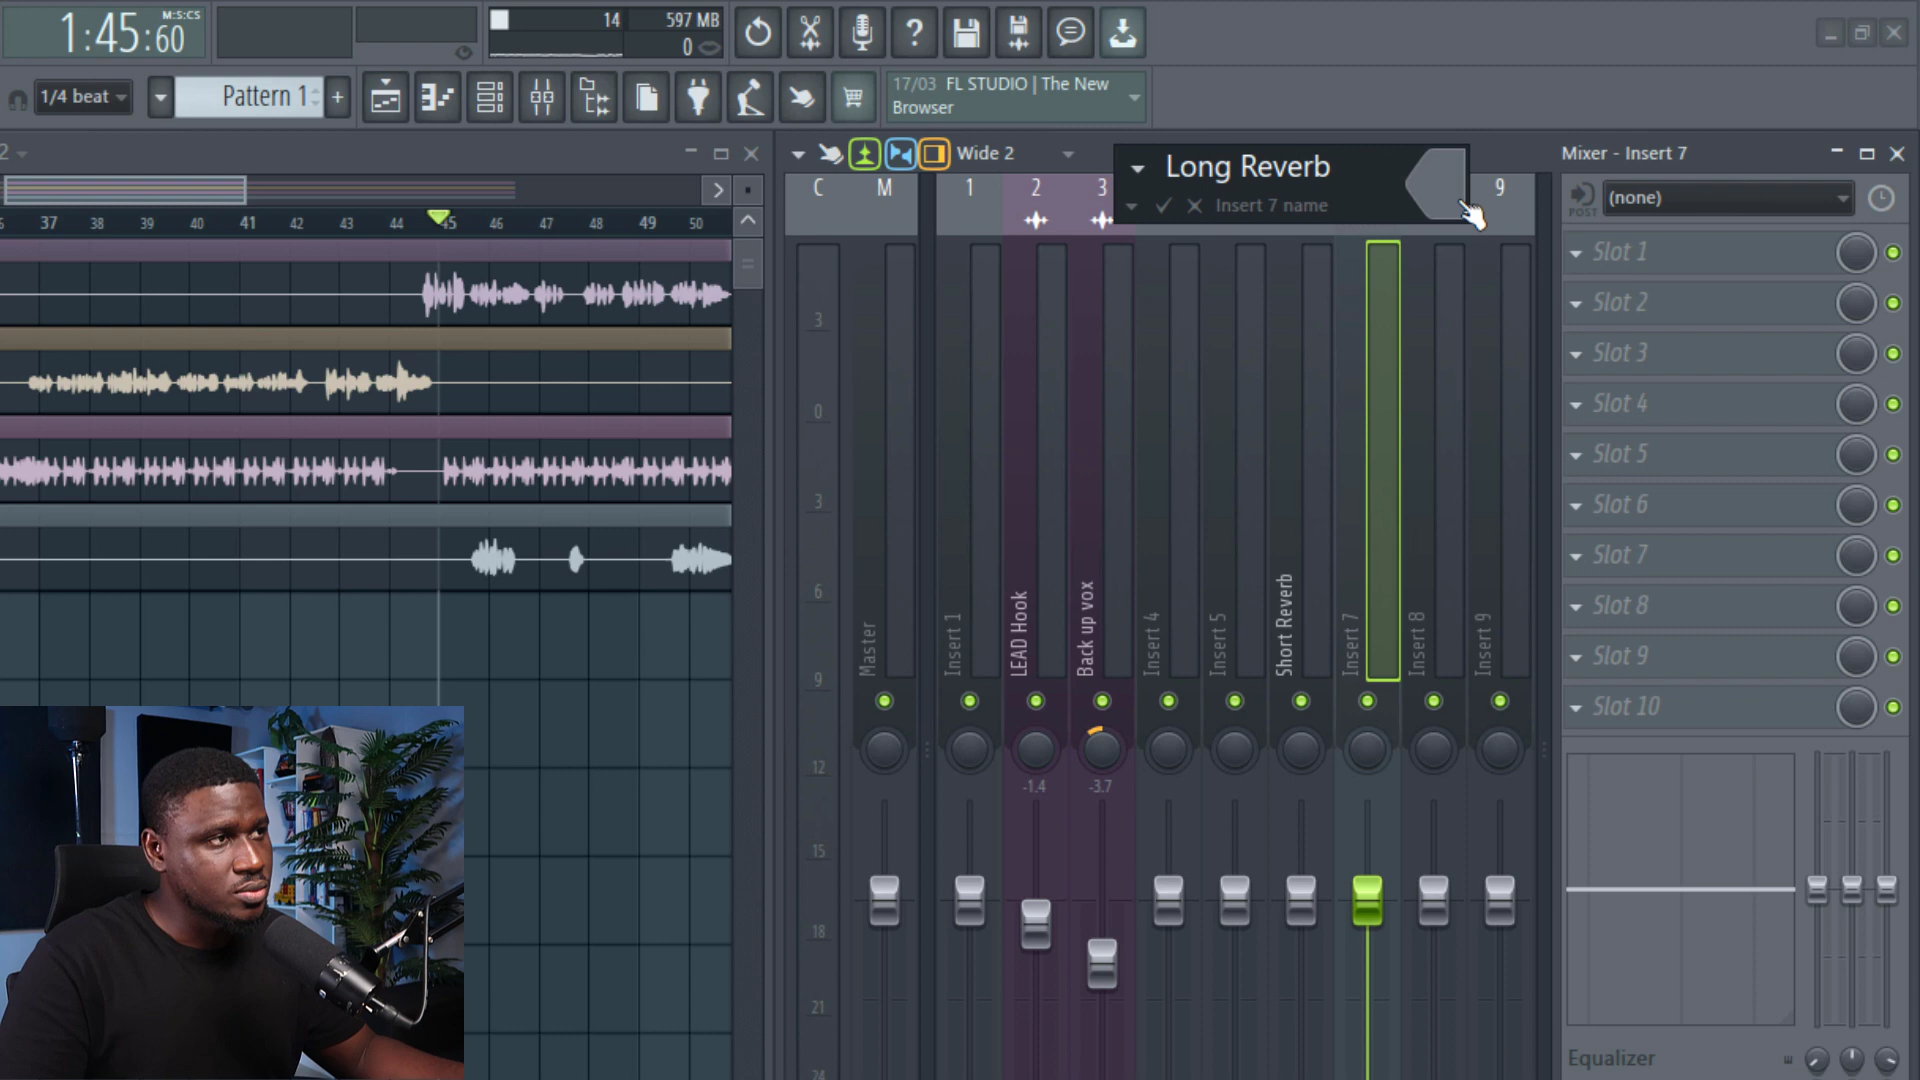 1:45:60
M:S:CS
14
597 MB
0
1/4 beat
Pattern 1
+
17/03 FL STUDIO | The New
Browser
2
37 38 39 40 41 42 43 44 45 46 47 48 49 50
Wide 2
Long Reverb
Insert 7 name
C M 1 2 3 9
3
0
3
6
9
12
15
18
21
24
Master
Insert 1
LEAD Hook
Back up vox
Insert 4
Insert 5
Short Reverb
Insert 7
Insert 8
Insert 9
-1.4
-3.7
Mixer - Insert 7
POST
(none)
Slot 1
Slot 2
Slot 3
Slot 4
Slot 5
Slot 6
Slot 7
Slot 8
Slot 9
Slot 10
Equalizer